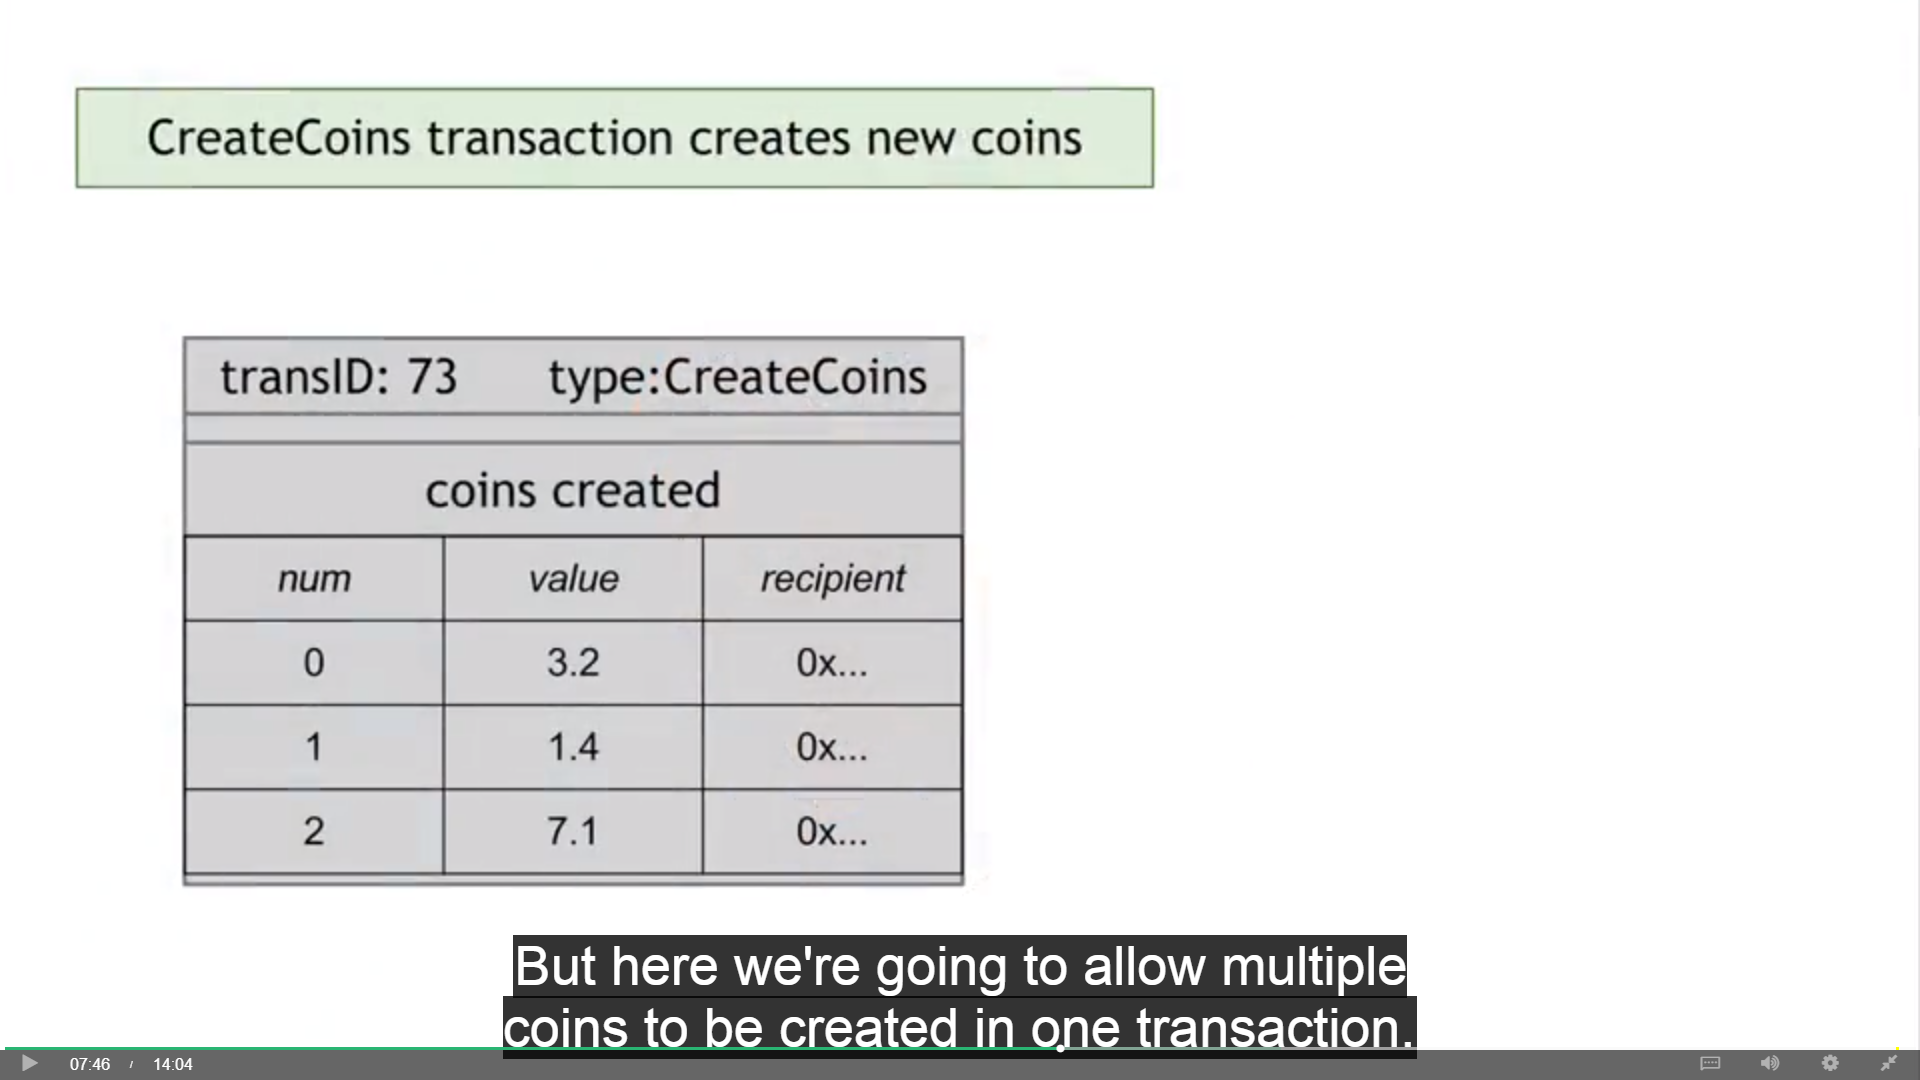 CreateCoins transaction creates new coins
transID: 73 type:CreateCoins
coins created
num value recipient
0 3.2 0x...
1 1.4 0x...
2 7.1 0x...
But here we're going to allow multiple
coins to be created in one transaction.
07:46 / 14:04